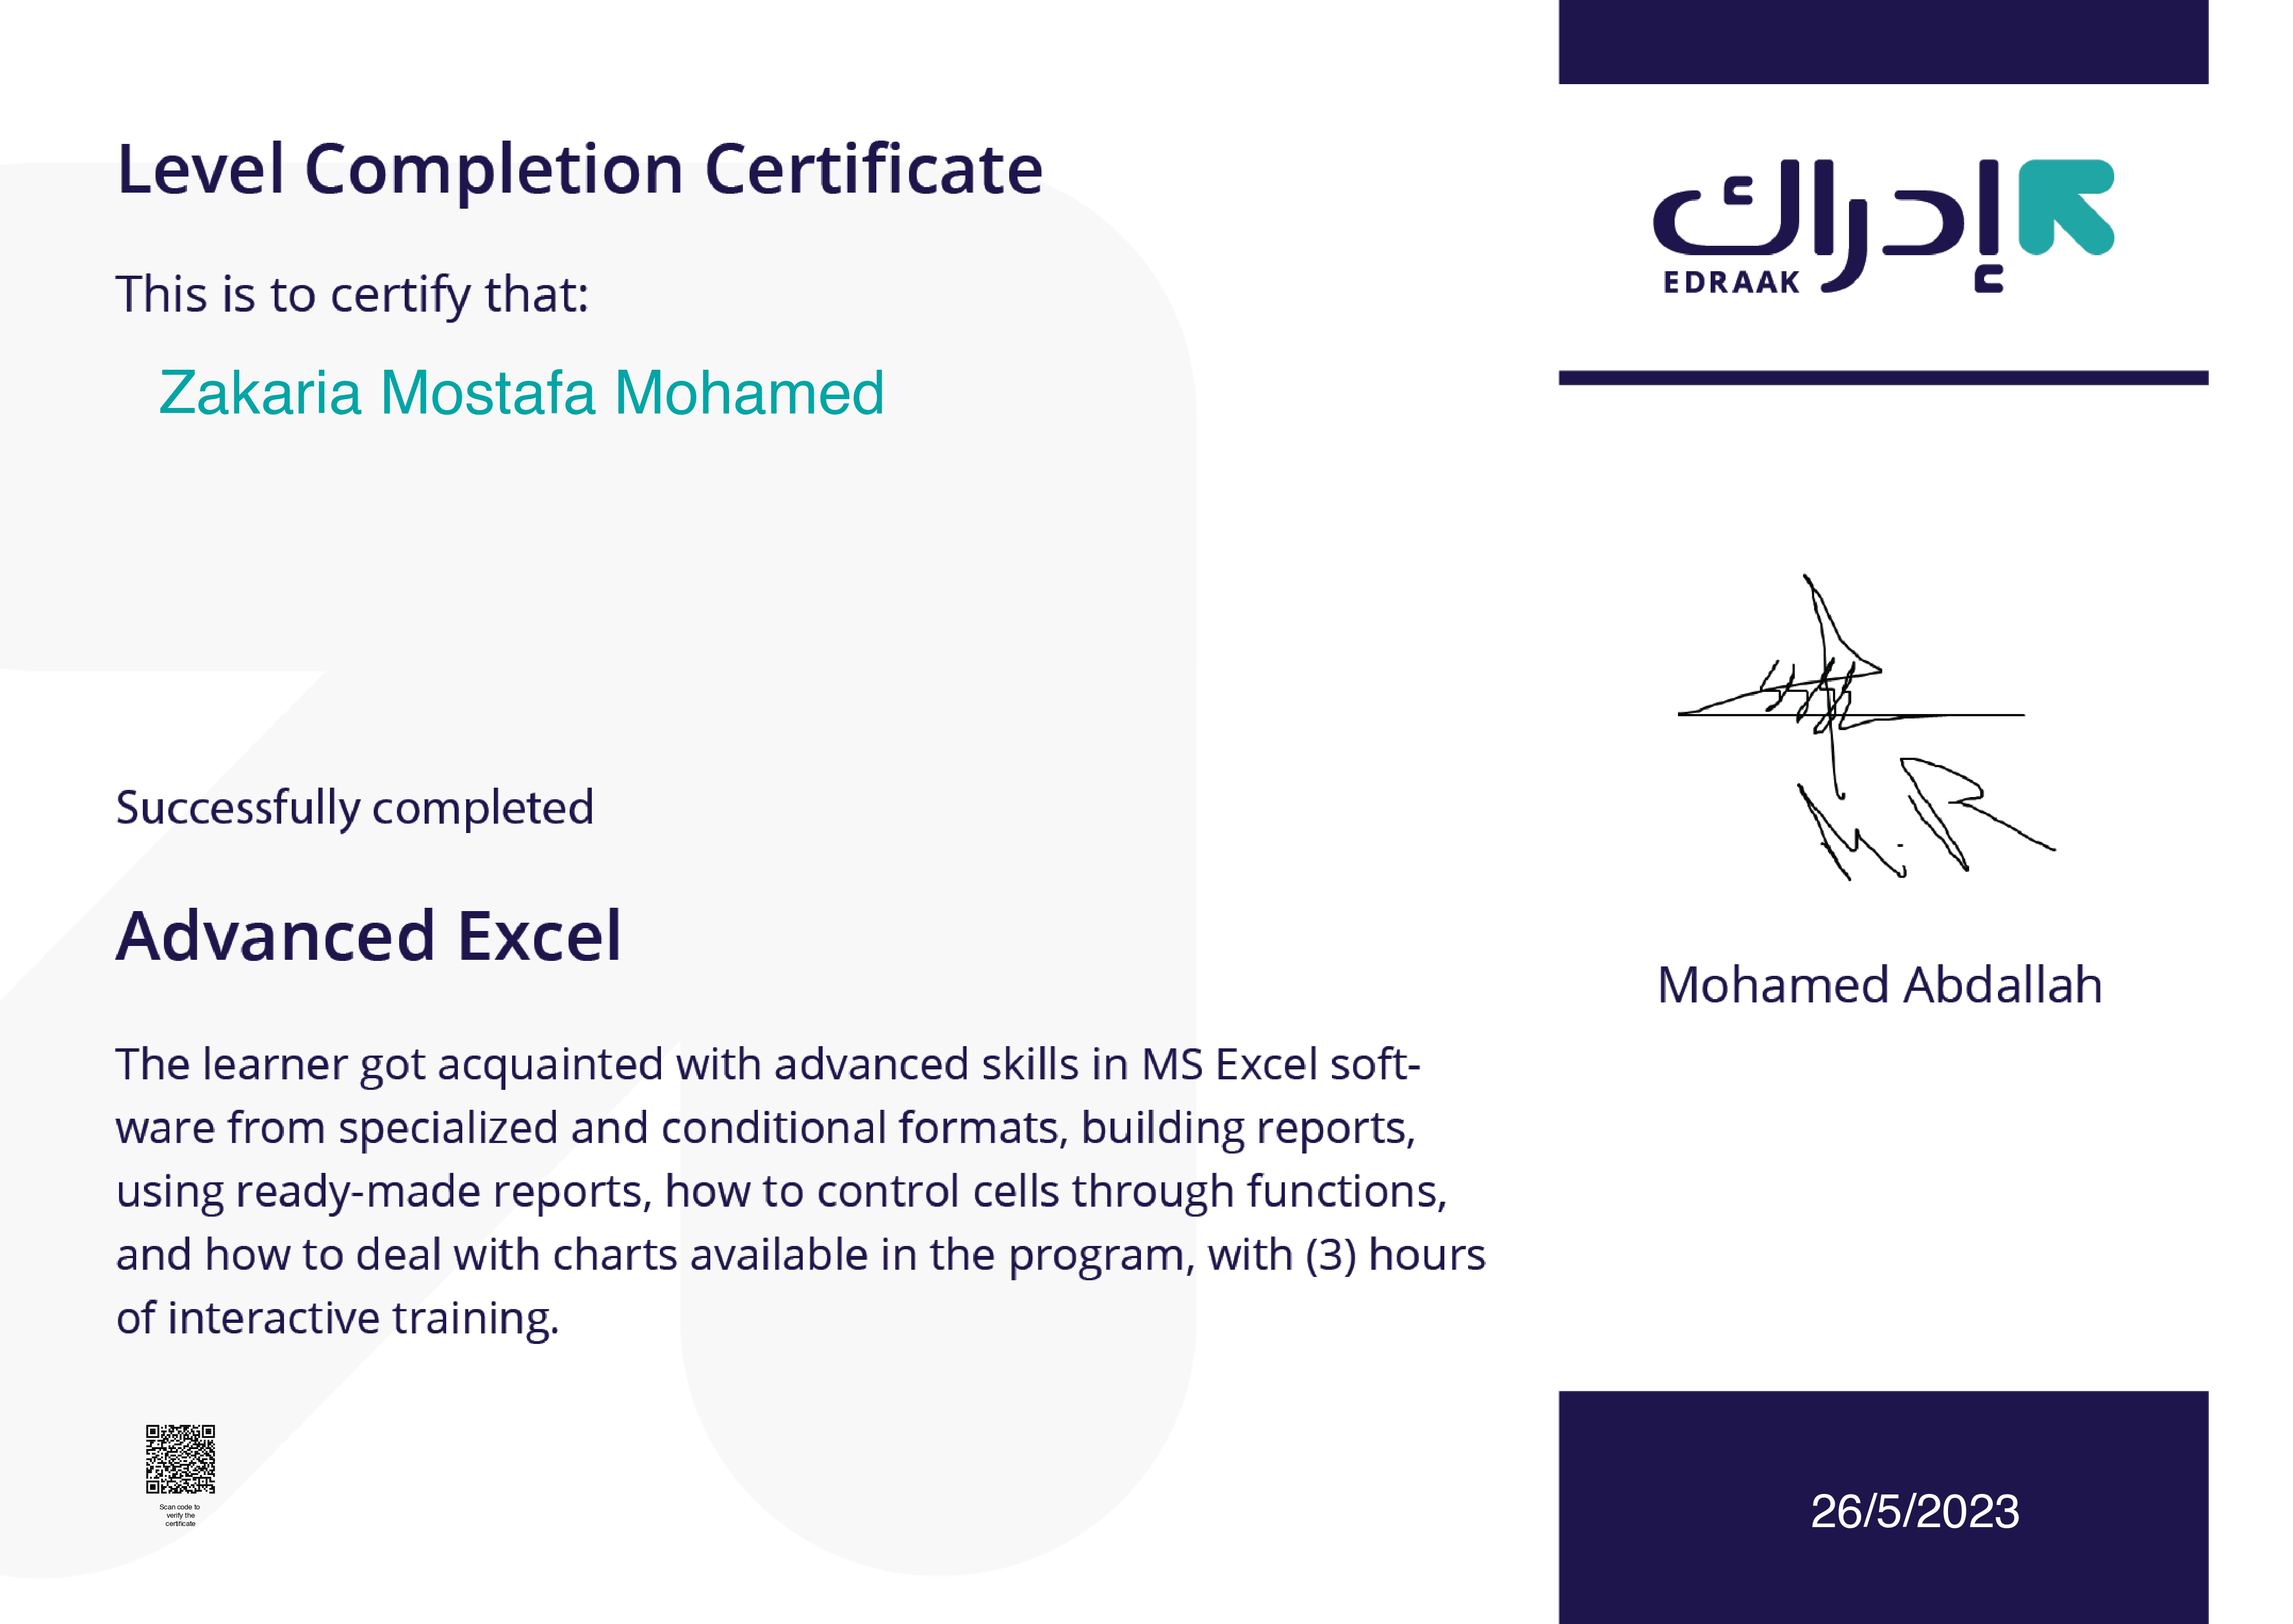 Level Completion Certificate
This is to certify that:
Zakaria Mostafa Mohamed
Successfully completed
Advanced Excel
The learner got acquainted with advanced skills in MS Excel soft-
ware from specialized and conditional formats, building reports,
using ready-made reports, how to control cells through functions,
and how to deal with charts available in the program, with (3) hours
of interactive training.
Scan code to
verify the
certificate
إدراك
EDRAAK
M. R
Mohamed Abdallah
26/5/2023